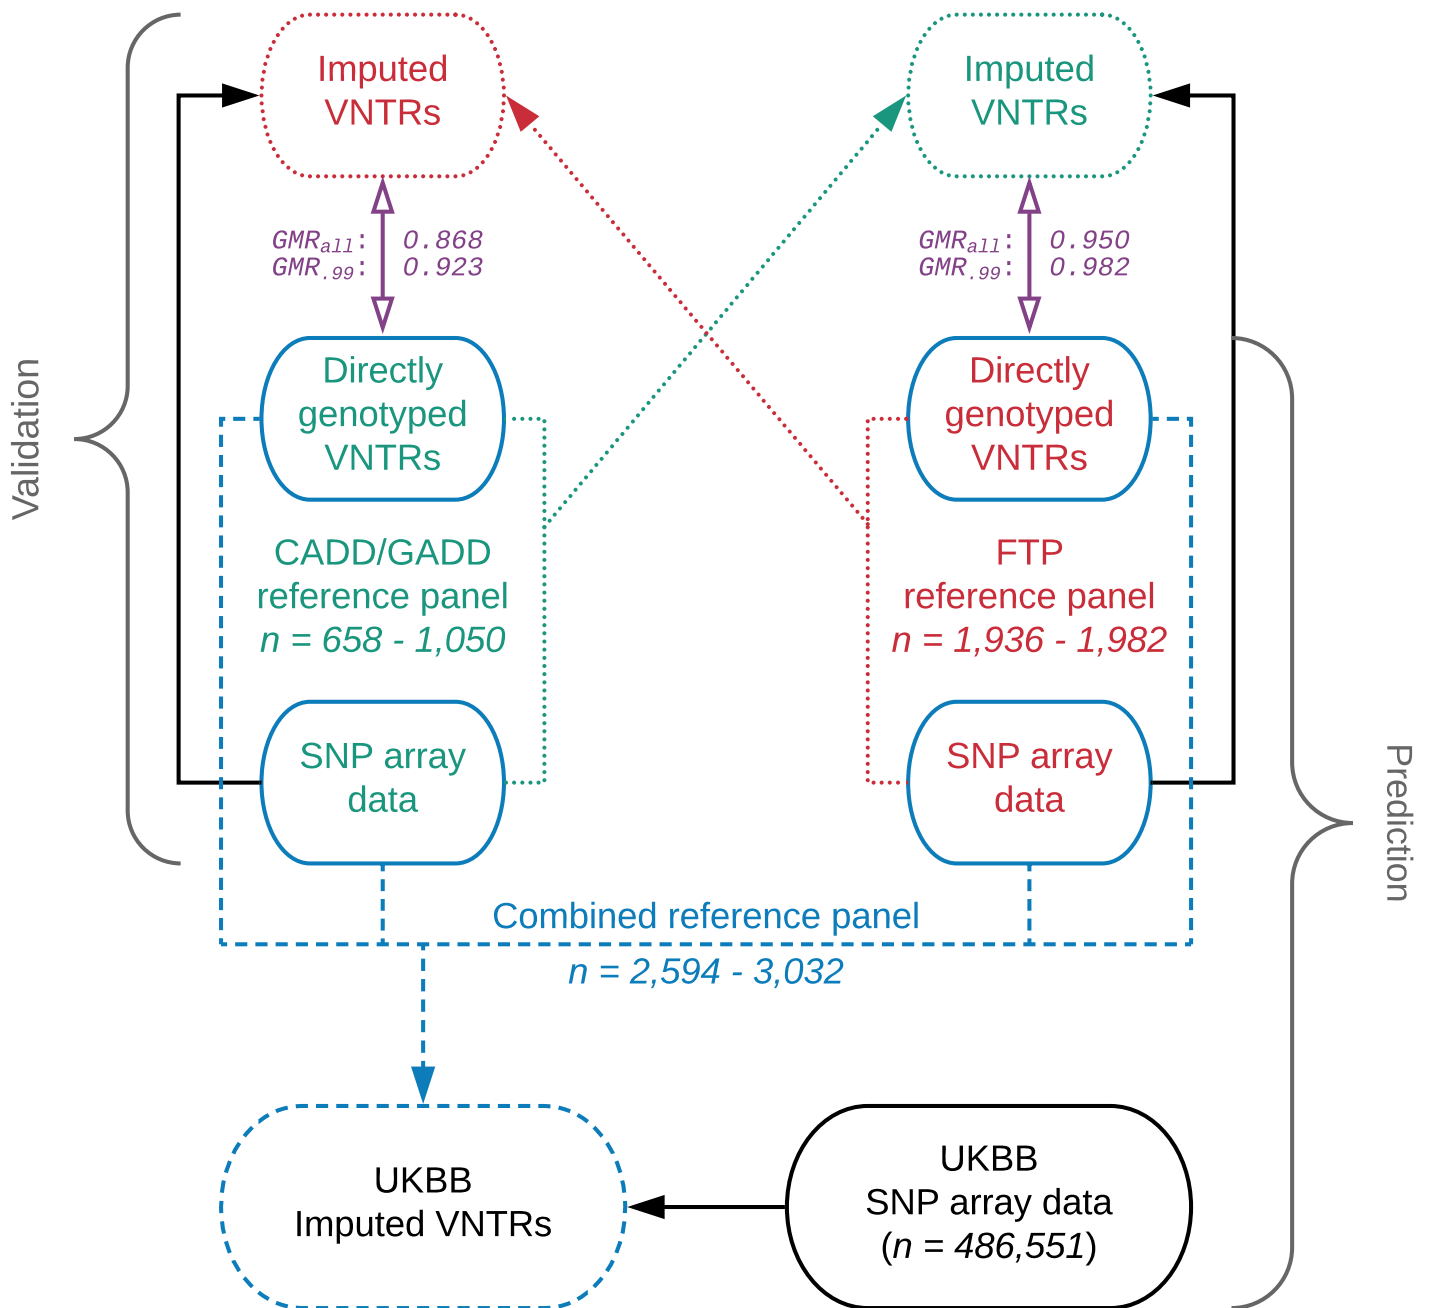 Imputed
VNTRs
Imputed
VNTRs
GMRall: 0.868
GMR.99: 0.923
GMRall: 0.950
GMR.99: 0.982
Validation
Directly
genotyped
VNTRs
Directly
genotyped
VNTRs
CADD/GADD
reference panel
n = 658 - 1,050
FTP
reference panel
n = 1,936 - 1,982
SNP array
data
SNP array
data
Prediction
Combined reference panel
n = 2,594 - 3,032
UKBB
Imputed VNTRs
UKBB
SNP array data
(n = 486,551)